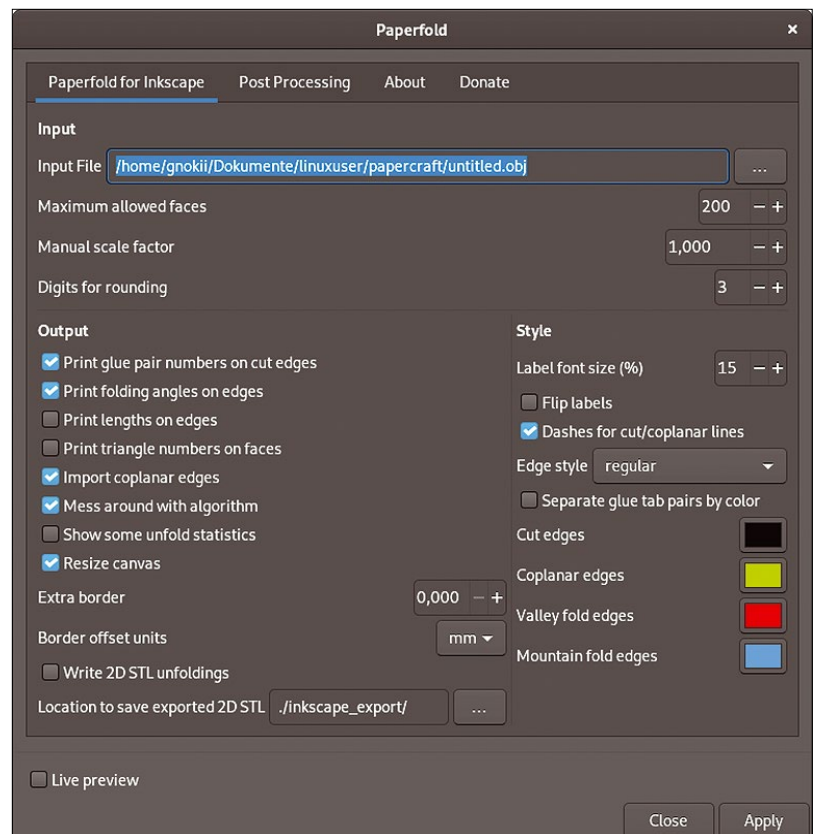 Paperfold ×
Paperfold for Inkscape Post Processing About Donate
Input
Input File /home/gnokii/Dokumente/linuxuser/papercraft/untitled.obj ...
Maximum allowed faces 200 − +
Manual scale factor 1,000 − +
Digits for rounding 3 − +
Output
Print glue pair numbers on cut edges
Print folding angles on edges
Print lengths on edges
Print triangle numbers on faces
Import coplanar edges
Mess around with algorithm
Show some unfold statistics
Resize canvas
Extra border 0,000 − +
Border offset units mm
Write 2D STL unfoldings
Location to save exported 2D STL ./inkscape_export/ ...
Style
Label font size (%) 15 − +
Flip labels
Dashes for cut/coplanar lines
Edge style regular
Separate glue tab pairs by color
Cut edges
Coplanar edges
Valley fold edges
Mountain fold edges
Live preview
Close Apply